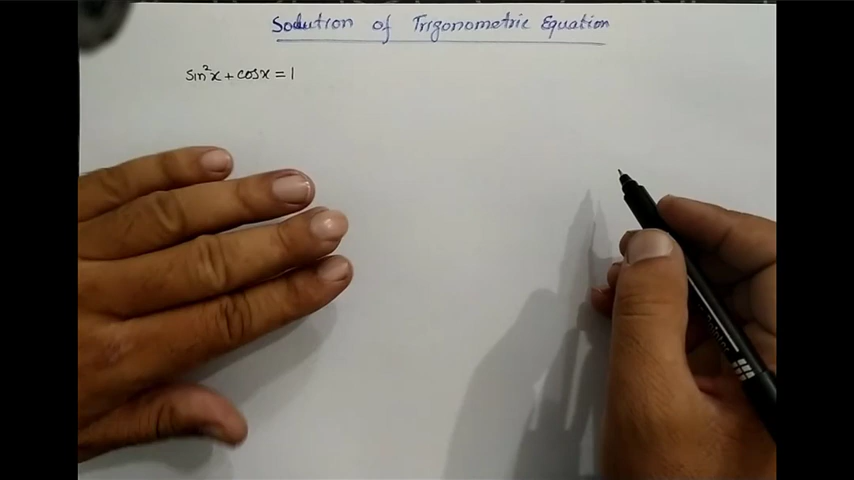 Solution of Trigonometric Equation
sin²x + cosx = 1